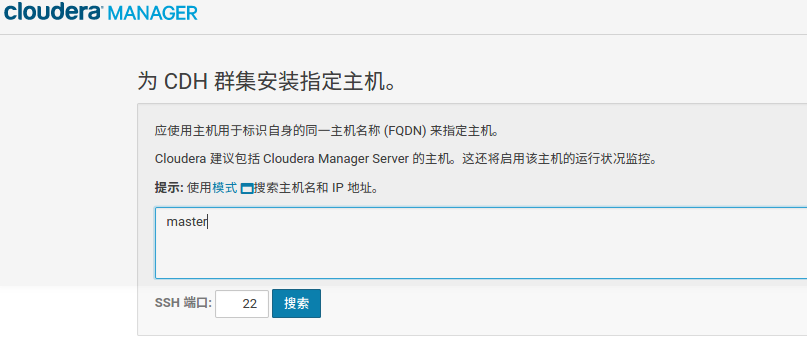 cloudera MANAGER
为 CDH 群集安装指定主机。
应使用主机用于标识自身的同一主机名称 (FQDN) 来指定主机。
Cloudera 建议包括 Cloudera Manager Server 的主机。这还将启用该主机的运行状况监控。
提示: 使用模式 搜索主机名和 IP 地址。
master
SSH 端口: 22 搜索